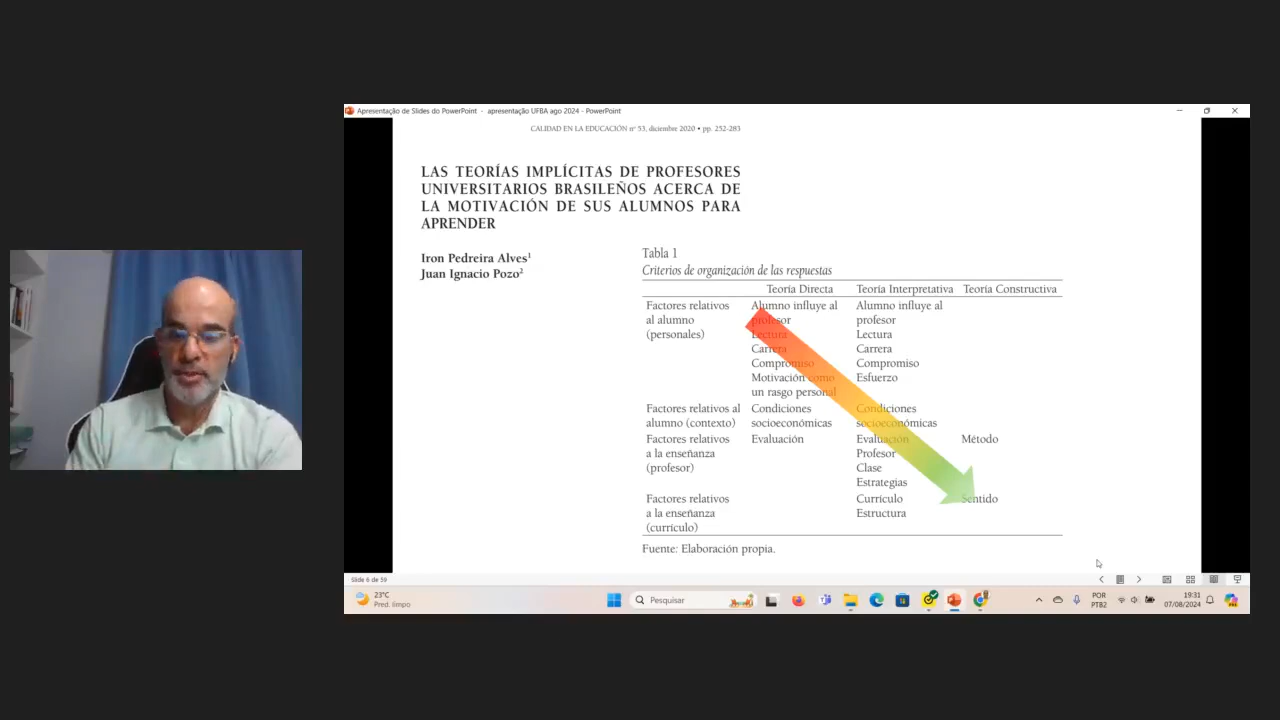 Apresentação de Slides do PowerPoint - apresentação UFBA ago 2024 - PowerPoint
CALIDAD EN LA EDUCACIÓN nº 53, diciembre 2020 • pp. 252-283
LAS TEORÍAS IMPLÍCITAS DE PROFESORES
UNIVERSITARIOS BRASILEÑOS ACERCA DE
LA MOTIVACIÓN DE SUS ALUMNOS PARA
APRENDER
Iron Pedreira Alves¹
Juan Ignacio Pozo²
Tabla 1
Criterios de organización de las respuestas
Teoría Directa Teoría Interpretativa Teoría Constructiva
Factores relativos Alumno influye al Alumno influye al
al alumno profesor profesor
(personales) Lectura Lectura
Carrera Carrera
Compromiso Compromiso
Motivación como Esfuerzo
un rasgo personal
Factores relativos al Condiciones Condiciones
alumno (contexto) socioeconómicas socioeconómicas
Factores relativos Evaluación Evaluación Método
a la enseñanza Profesor
(profesor) Clase
Estrategias
Factores relativos Currículo Sentido
a la enseñanza Estructura
(currículo)
Fuente: Elaboración propia.
Slide 6 de 59
23°C
Pred. limpo
Pesquisar
POR
PTB2
19:31
07/08/2024